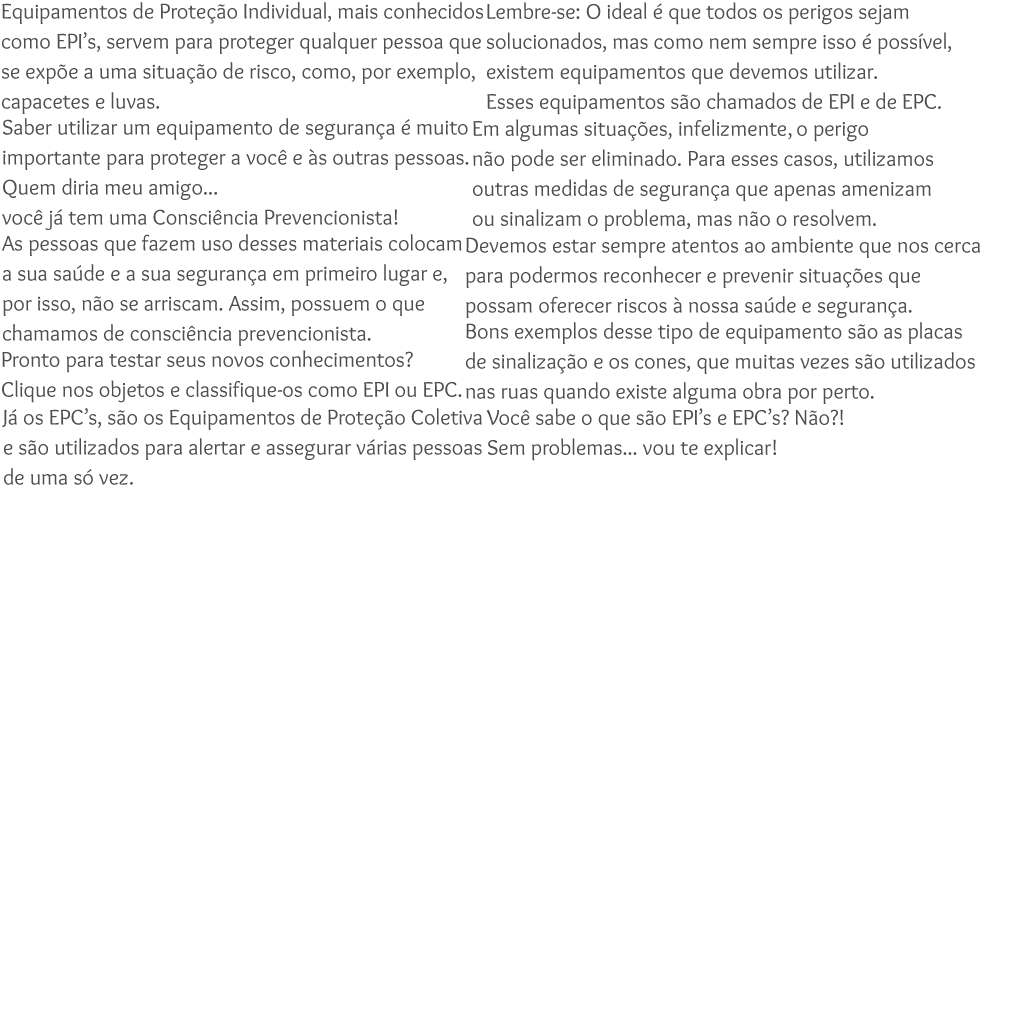 Equipamentos de Proteção Individual, mais conhecidos
como EPI’s, servem para proteger qualquer pessoa que
se expõe a uma situação de risco, como, por exemplo,
capacetes e luvas.
Lembre-se: O ideal é que todos os perigos sejam
solucionados, mas como nem sempre isso é possível,
existem equipamentos que devemos utilizar.
Esses equipamentos são chamados de EPI e de EPC.
Saber utilizar um equipamento de segurança é muito
importante para proteger a você e às outras pessoas.
Quem diria meu amigo...
você já tem uma Consciência Prevencionista!
Em algumas situações, infelizmente, o perigo
não pode ser eliminado. Para esses casos, utilizamos
outras medidas de segurança que apenas amenizam
ou sinalizam o problema, mas não o resolvem.
As pessoas que fazem uso desses materiais colocam
a sua saúde e a sua segurança em primeiro lugar e,
por isso, não se arriscam. Assim, possuem o que
chamamos de consciência prevencionista.
Devemos estar sempre atentos ao ambiente que nos cerca
para podermos reconhecer e prevenir situações que
possam oferecer riscos à nossa saúde e segurança.
Bons exemplos desse tipo de equipamento são as placas
de sinalização e os cones, que muitas vezes são utilizados
nas ruas quando existe alguma obra por perto.
Pronto para testar seus novos conhecimentos?
Clique nos objetos e classifique-os como EPI ou EPC.
Já os EPC’s, são os Equipamentos de Proteção Coletiva
e são utilizados para alertar e assegurar várias pessoas
de uma só vez.
Você sabe o que são EPI’s e EPC’s? Não?!
Sem problemas... vou te explicar!